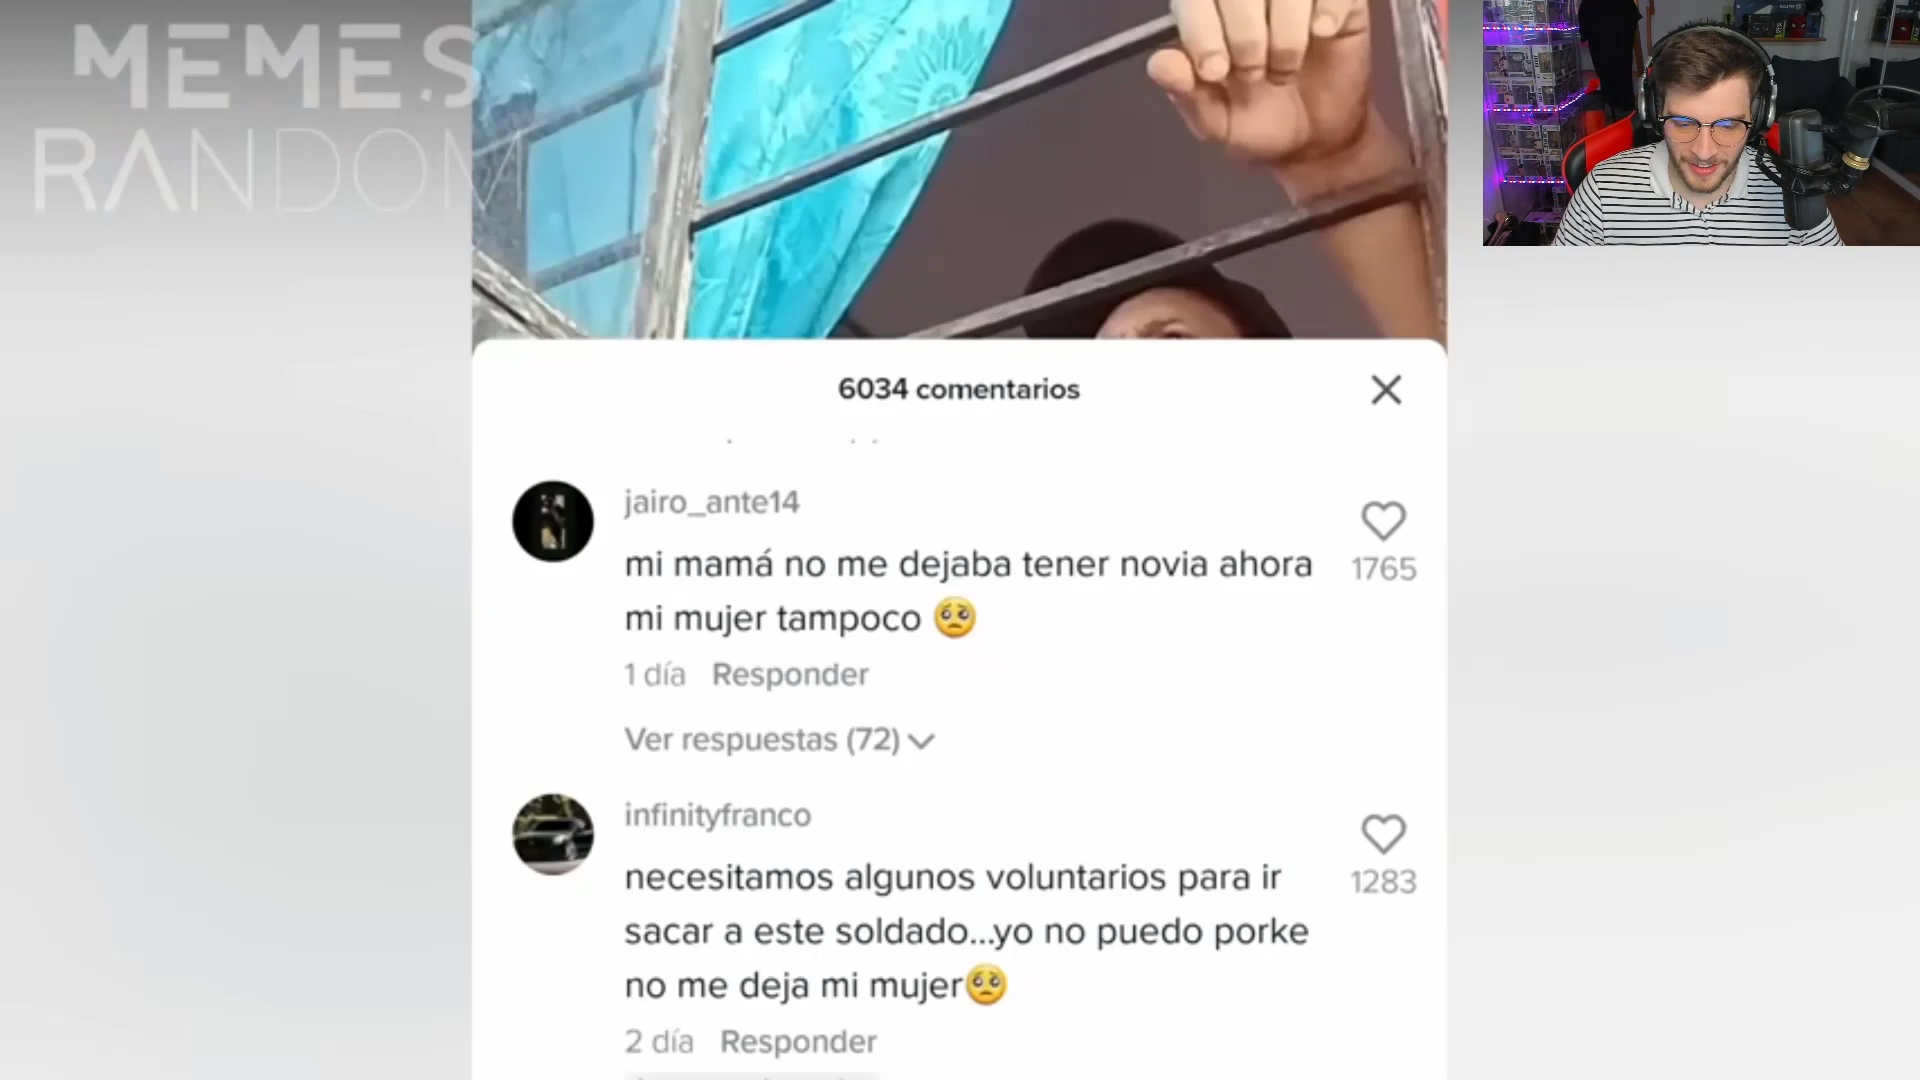 MEMES
RANDOM
6034 comentarios
jairo_ante14
mi mamá no me dejaba tener novia ahora
mi mujer tampoco 🥺
1765
1 día Responder
Ver respuestas (72)
infinityfranco
necesitamos algunos voluntarios para ir
sacar a este soldado...yo no puedo porke
no me deja mi mujer🥺
1283
2 día Responder